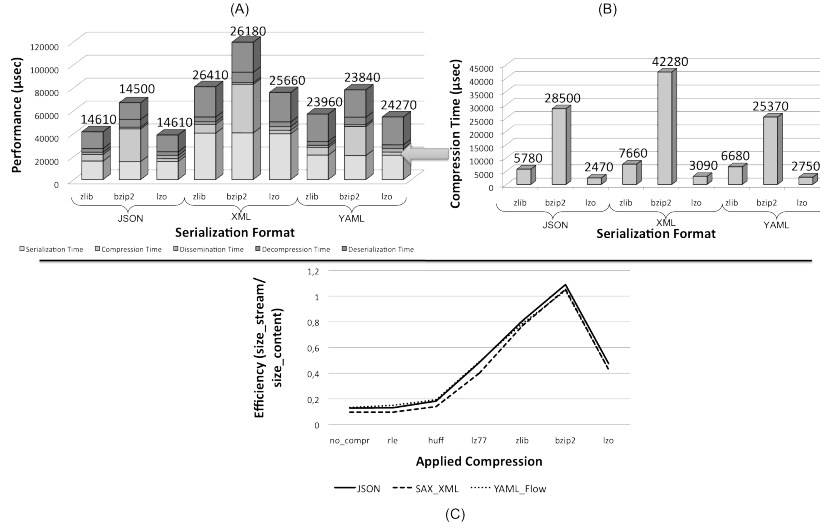 (A)
Performance (μsec)
120000
100000
80000
60000
40000
20000
0
14610
14500
14610
26410
26180
25660
23960
23840
24270
zlib bzip2 lzo zlib bzip2 lzo zlib bzip2 lzo
JSON XML YAML
Serialization Format
Serialization Time Compression Time Dissemination Time Decompression Time Deserialization Time
(B)
Compression Time (μsec)
45000
40000
35000
30000
25000
20000
15000
10000
5000
0
5780
28500
2470
7660
42280
3090
6680
25370
2750
zlib bzip2 lzo zlib bzip2 lzo zlib bzip2 lzo
JSON XML YAML
Serialization Format
Efficiency (size_stream/
size_content)
1,2
1
0,8
0,6
0,4
0,2
0
no_compr rle huff lz77 zlib bzip2 lzo
Applied Compression
JSON SAX_XML YAML_Flow
(C)